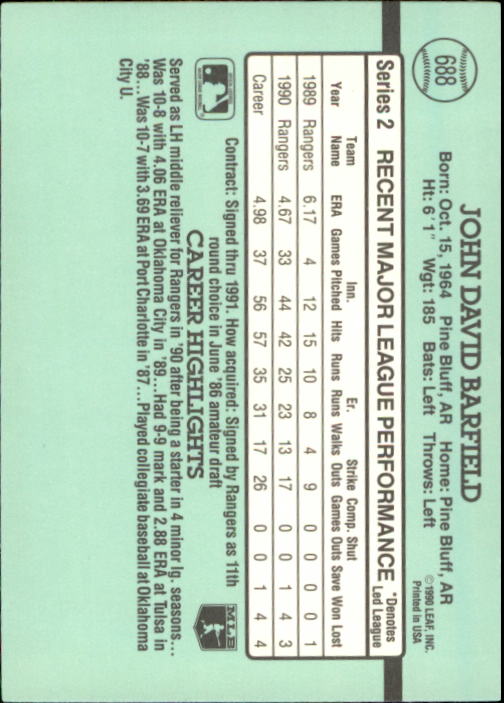 688
JOHN DAVID BARFIELD
Born: Oct. 15, 1964 Pine Bluff, AR Home: Pine Bluff, AR
Ht: 6' 1" Wgt: 185 Bats: Left Throws: Left
©1990 LEAF, INC.
Printed in USA
Series 2 RECENT MAJOR LEAGUE PERFORMANCE *Denotes Led League
Team Inn. Er. Strike Comp. Shut
Year Name ERA Games Pitched Hits Runs Runs Walks Outs Games Outs Save Won Lost
1989 Rangers 6.17 4 12 15 10 8 4 9 0 0 0 0 1
1990 Rangers 4.67 33 44 42 25 23 13 17 0 0 1 4 3
Career 4.98 37 56 57 35 31 17 26 0 0 1 4 4
Contract: Signed thru 1991. How acquired: Signed by Rangers as 11th
round choice in June '86 amateur draft
CAREER HIGHLIGHTS
MLB
Served as LH middle reliever for Rangers in '90 after being a starter in 4 minor lg. seasons...
Was 10-8 with 4.06 ERA at Oklahoma City in '89...Had 9-9 mark and 2.88 ERA at Tulsa in
'88...Was 10-7 with 3.69 ERA at Port Charlotte in '87...Played collegiate baseball at Oklahoma
City U.